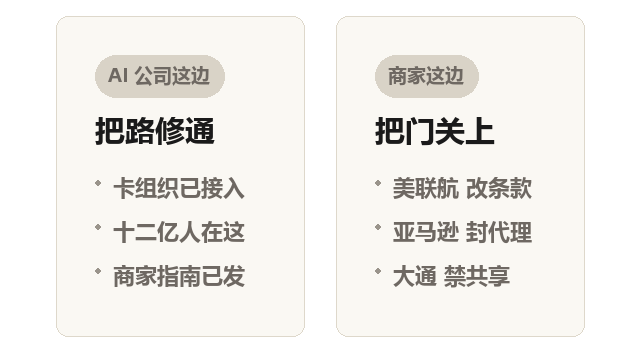 AI 公司这边
把路修通
卡组织已接入
十二亿人在这
商家指南已发
商家这边
把门关上
美联航 改条款
亚马逊 封代理
大通 禁共享